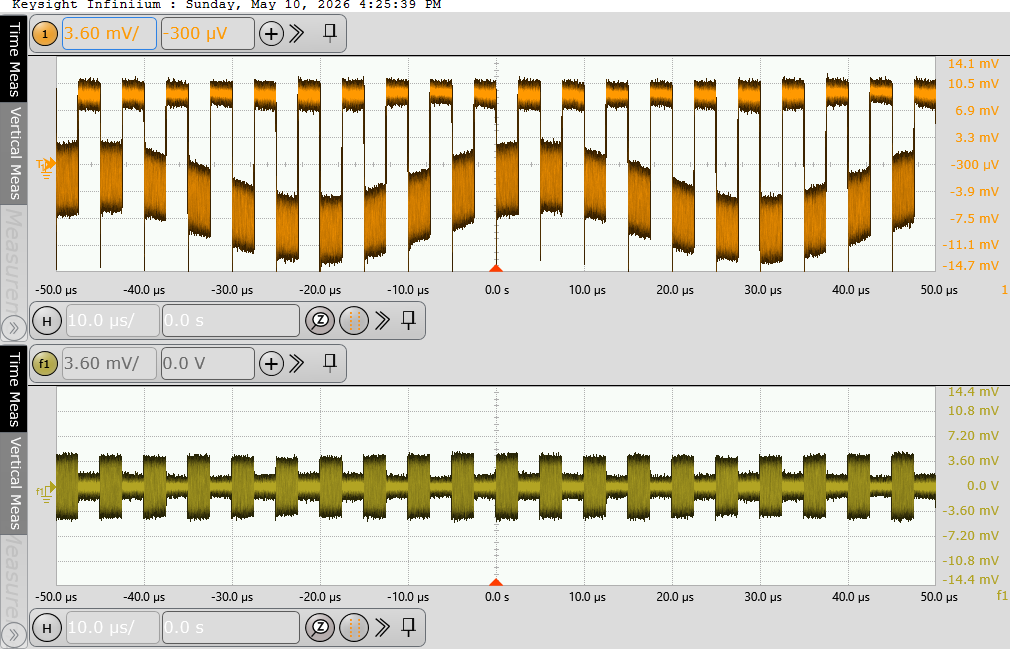 Keysight Infiniium : Sunday, May 10, 2026 4:25:39 PM
Time Meas
Vertical Meas
Measuremen
1
3.60 mV/
-300 µV
14.1 mV
10.5 mV
6.9 mV
3.3 mV
-300 µV
-3.9 mV
-7.5 mV
-11.1 mV
-14.7 mV
-50.0 µs -40.0 µs -30.0 µs -20.0 µs -10.0 µs 0.0 s 10.0 µs 20.0 µs 30.0 µs 40.0 µs 50.0 µs 1
H 10.0 µs/ 0.0 s Z
Time Meas
Vertical Meas
Measuremen
f1
3.60 mV/
0.0 V
14.4 mV
10.8 mV
7.20 mV
3.60 mV
0.0 V
-3.60 mV
-7.20 mV
-10.8 mV
-14.4 mV
f1
-50.0 µs -40.0 µs -30.0 µs -20.0 µs -10.0 µs 0.0 s 10.0 µs 20.0 µs 30.0 µs 40.0 µs 50.0 µs f1
H 10.0 µs/ 0.0 s Z